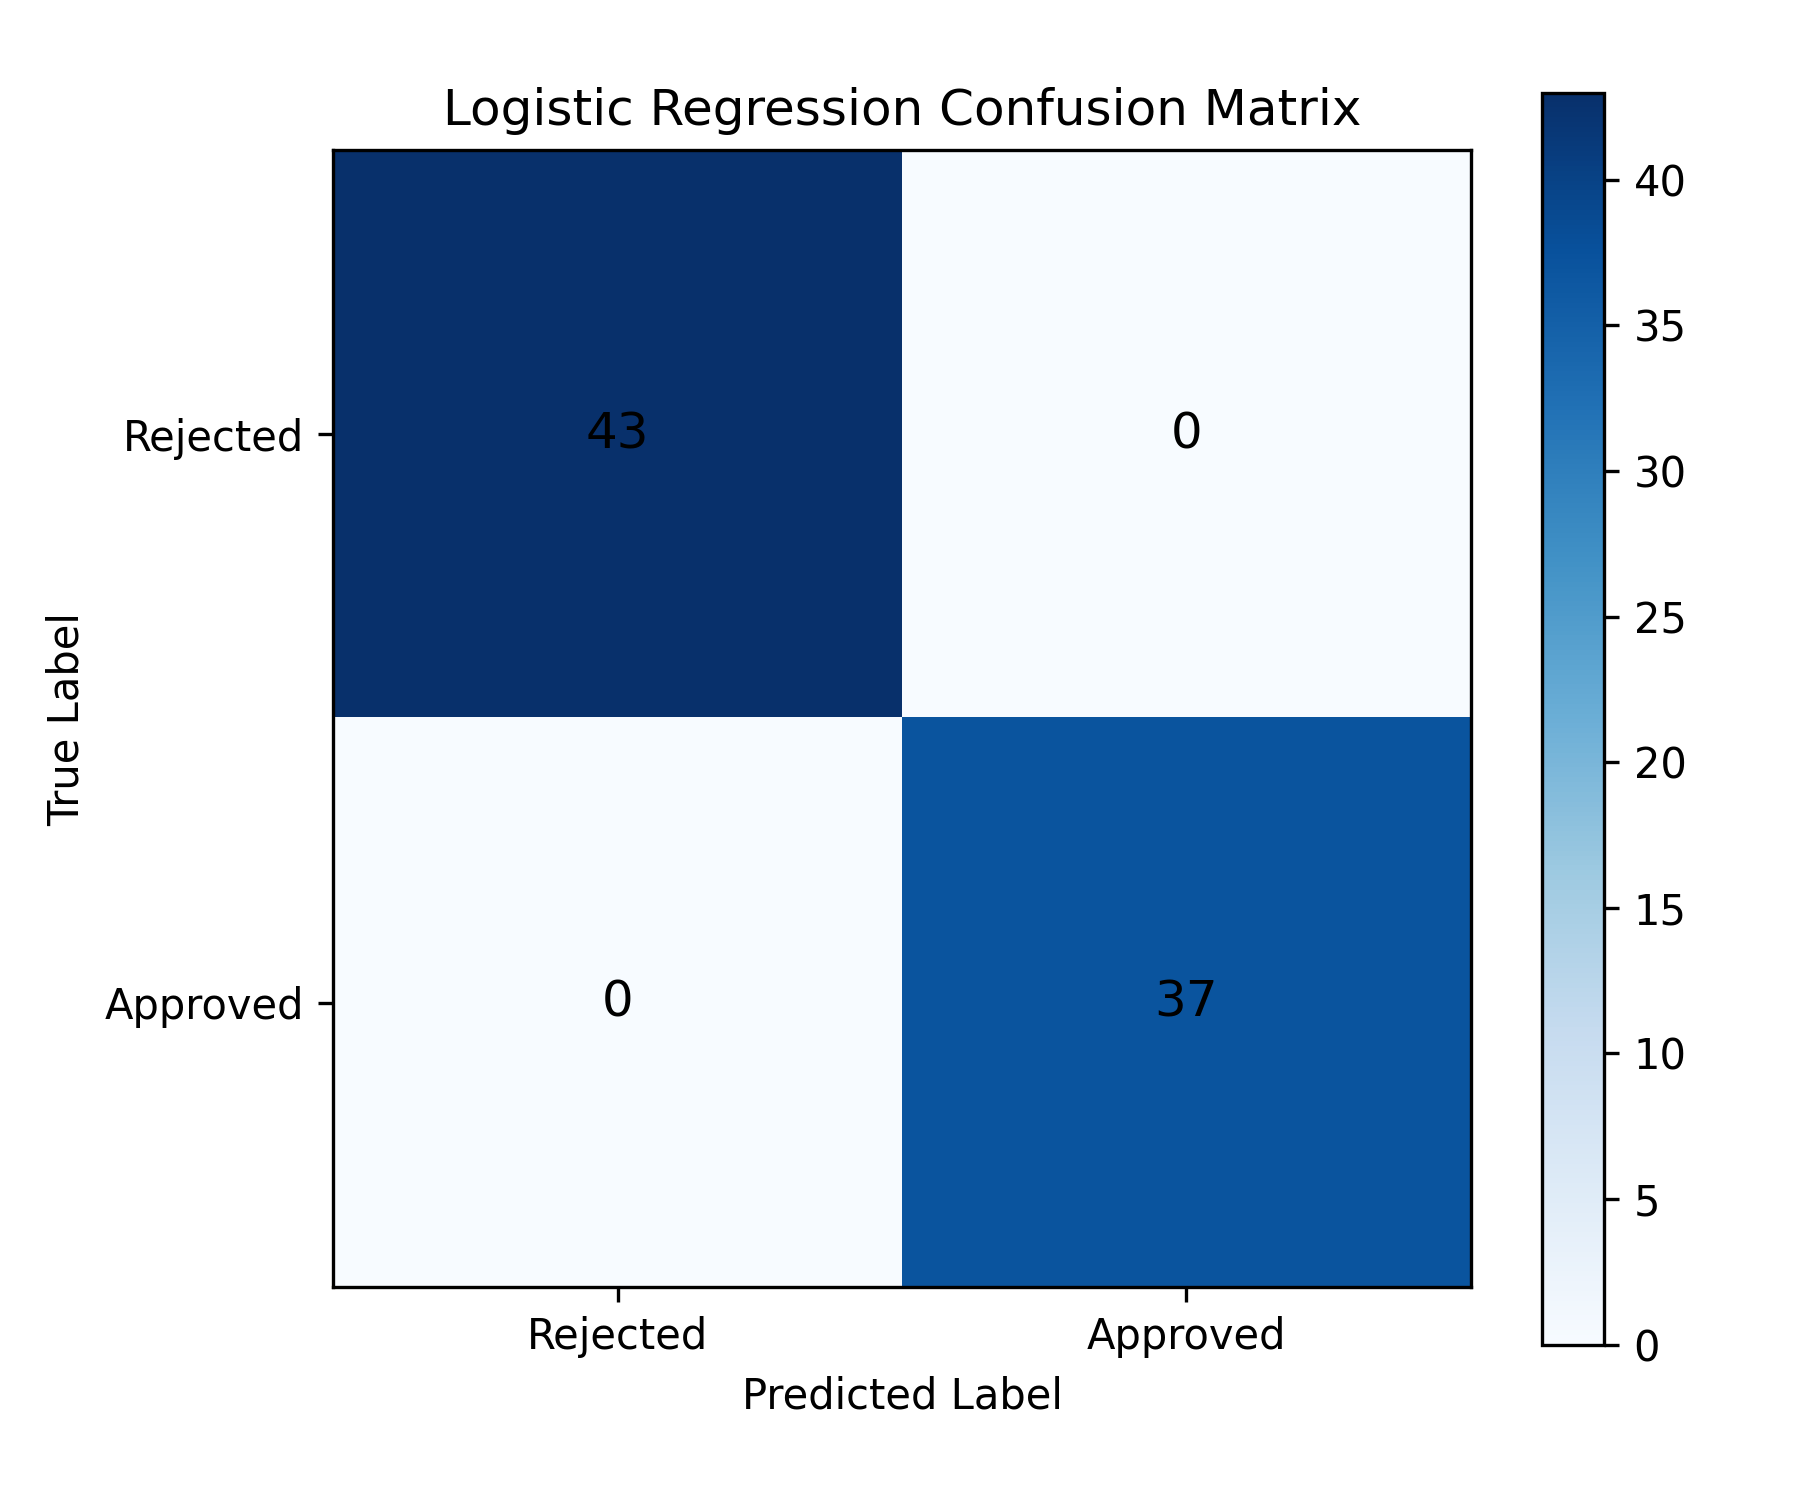 Logistic Regression Confusion Matrix
True Label
Rejected
Approved
43
0
0
37
Rejected
Approved
Predicted Label
40
35
30
25
20
15
10
5
0